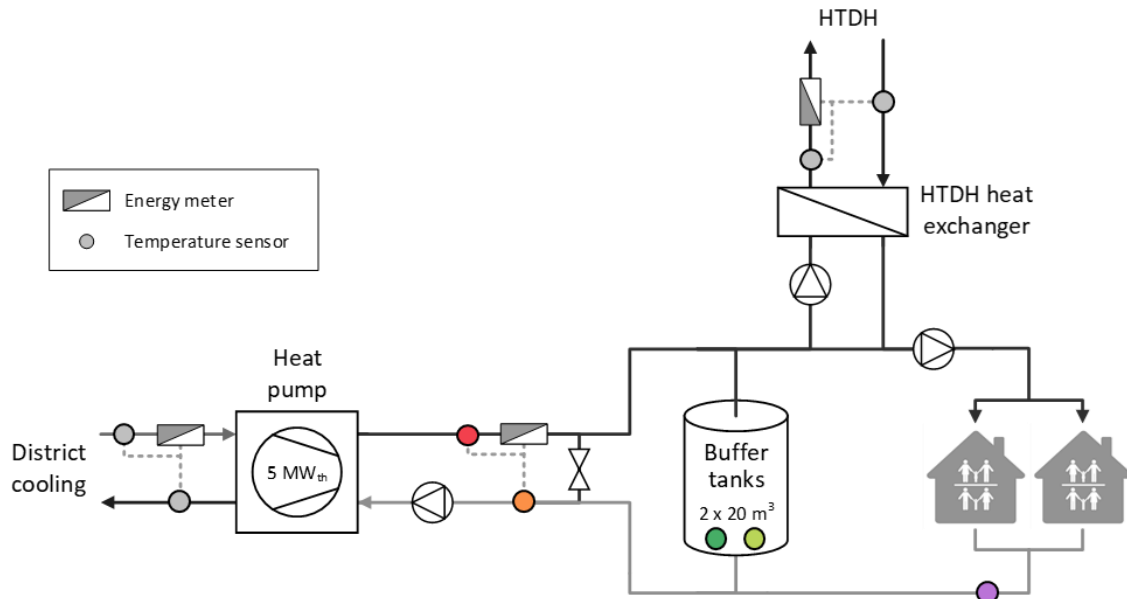 HTDH
Energy meter
Temperature sensor
HTDH heat
exchanger
Heat
pump
District
cooling
5 MWₜₕ
Buffer
tanks
2 x 20 m³